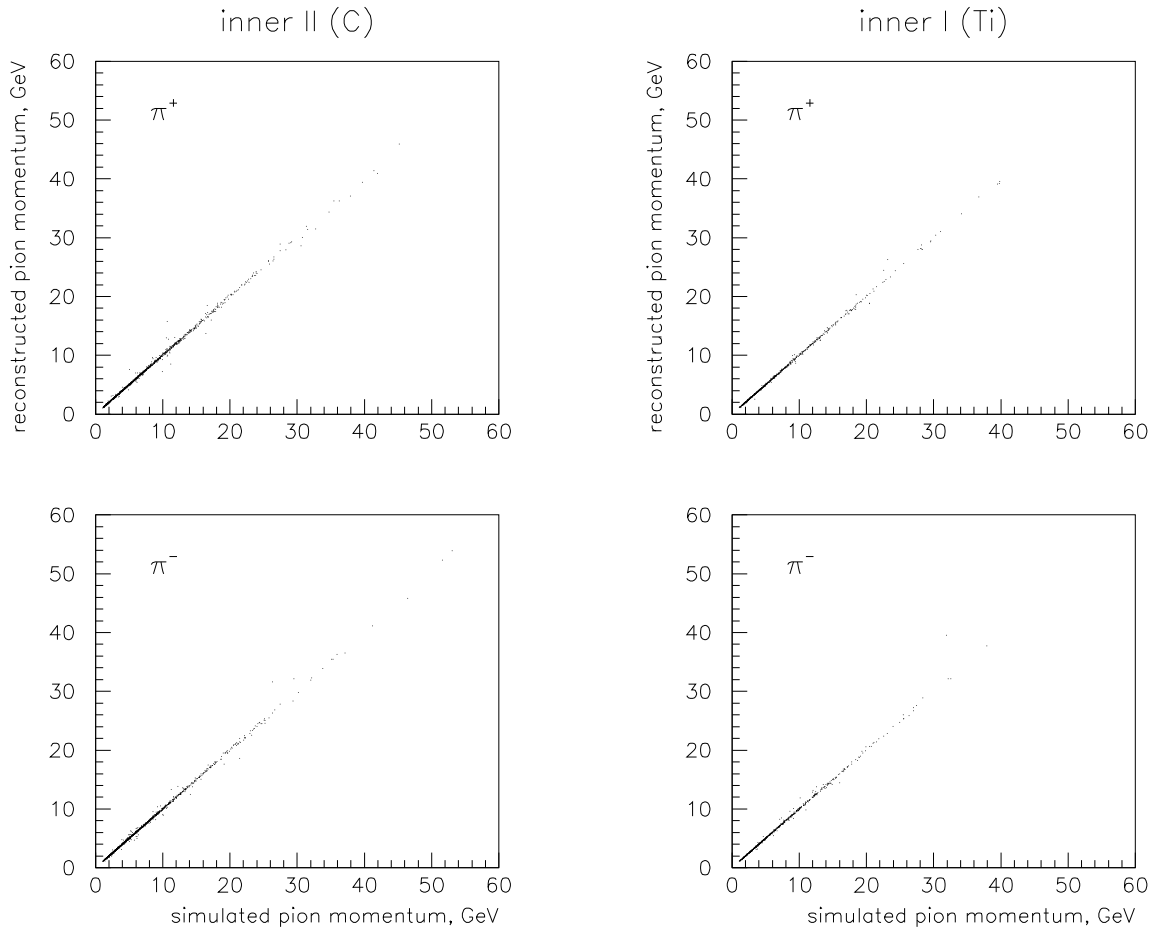 inner II (C)
inner I (Ti)
reconstructed pion momentum, GeV
60
50
40
30
20
10
0
π+
0 10 20 30 40 50 60
reconstructed pion momentum, GeV
60
50
40
30
20
10
0
π+
0 10 20 30 40 50 60
60
50
40
30
20
10
0
π−
0 10 20 30 40 50 60
simulated pion momentum, GeV
60
50
40
30
20
10
0
π−
0 10 20 30 40 50 60
simulated pion momentum, GeV